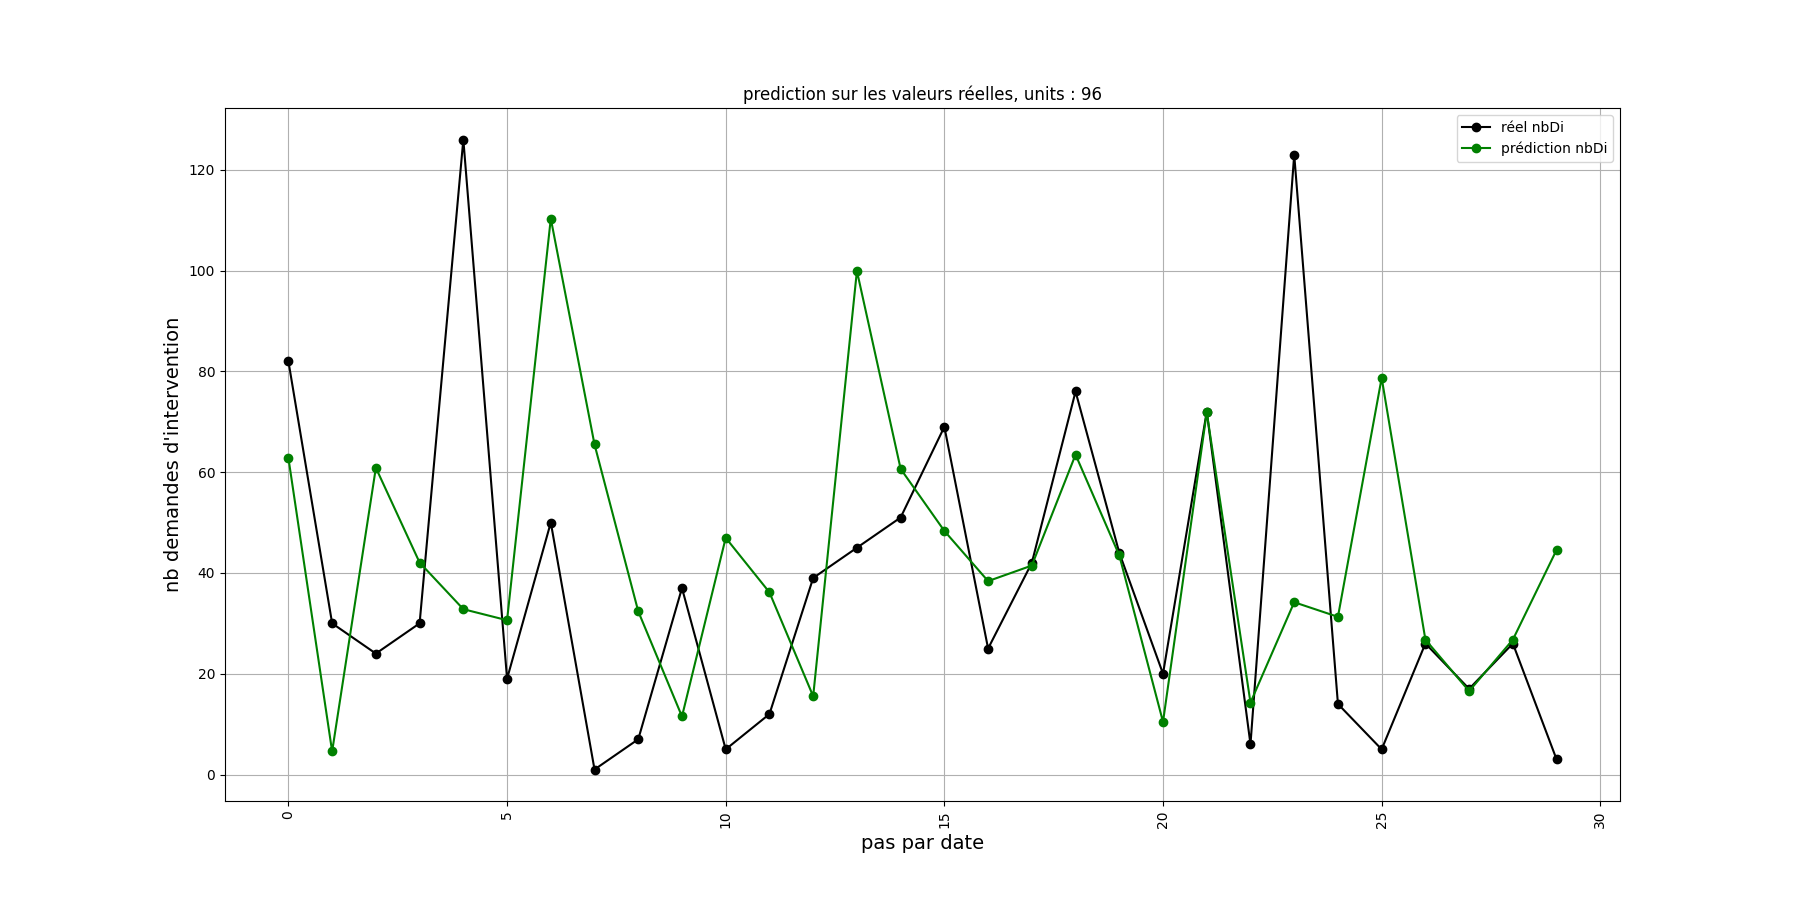 prediction sur les valeurs réelles, units : 96
réel nbDi
prédiction nbDi
nb demandes d'intervention
120
100
80
60
40
20
0
0
5
10
15
20
25
30
pas par date